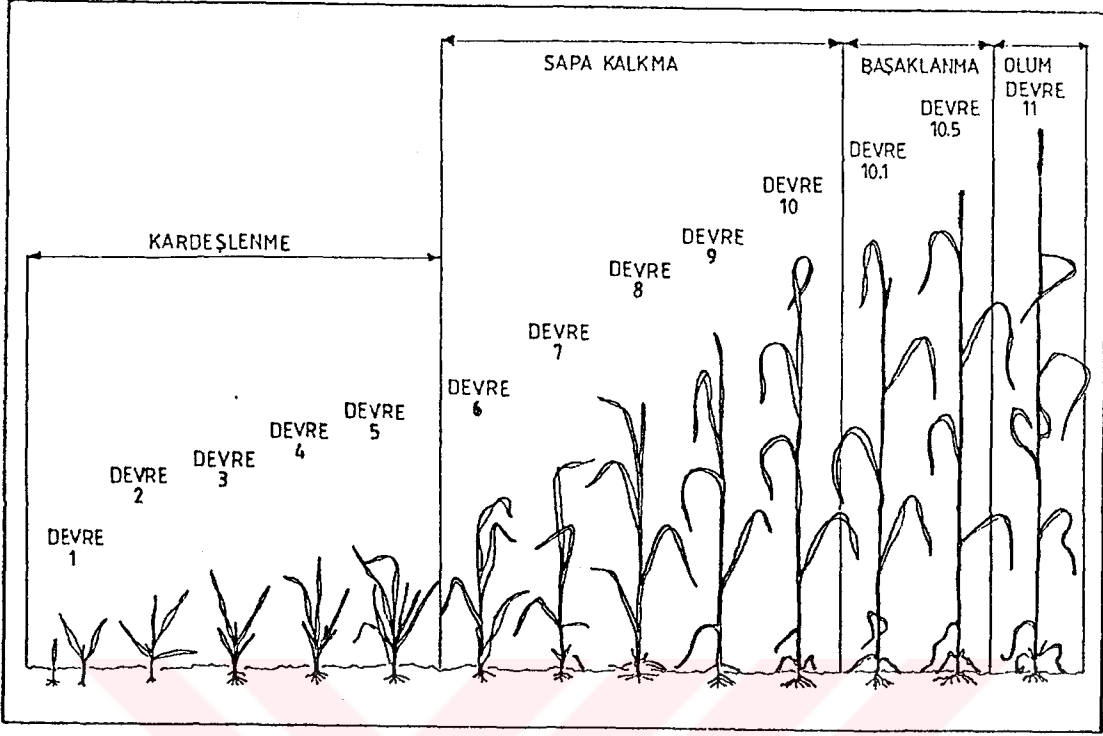 SAPA KALKMA
BAŞAKLANMA
OLUM
DEVRE
11
DEVRE
10.5
DEVRE
10.1
DEVRE
10
KARDEŞLENME
DEVRE
9
DEVRE
8
DEVRE
7
DEVRE
6
DEVRE
5
DEVRE
4
DEVRE
3
DEVRE
2
DEVRE
1